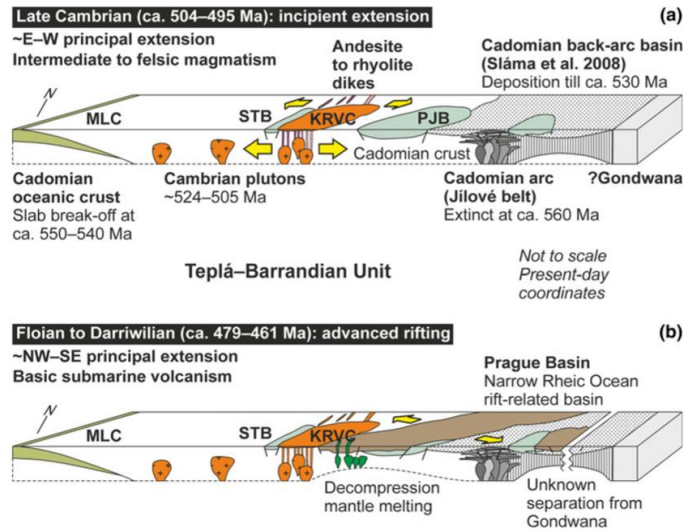 Late Cambrian (ca. 504–495 Ma): incipient extension
(a)
~E–W principal extension
Intermediate to felsic magmatism
Andesite
to rhyolite
dikes
Cadomian back-arc basin
(Sláma et al. 2008)
Deposition till ca. 530 Ma
N
MLC
STB
KRVC
PJB
Cadomian crust
Cadomian
oceanic crust
Slab break-off at
ca. 550–540 Ma
Cambrian plutons
~524–505 Ma
Cadomian arc
(Jílové belt)
Extinct at ca. 560 Ma
?Gondwana
Teplá–Barrandian Unit
Not to scale
Present-day
coordinates
Floian to Darriwilian (ca. 479–461 Ma): advanced rifting
(b)
~NW–SE principal extension
Basic submarine volcanism
Prague Basin
Narrow Rheic Ocean
rift-related basin
N
MLC
STB
KRVC
Decompression
mantle melting
Unknown
separation from
Gondwana